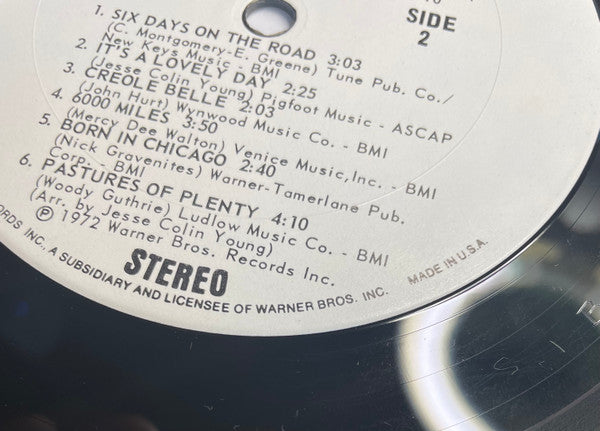 SIDE
2
1. SIX DAYS ON THE ROAD 3:03
(C. Montgomery-E. Greene) Tune Pub. Co./
New Keys Music - BMI
2. IT'S A LOVELY DAY 2:25
(Jesse Colin Young) Pigfoot Music - ASCAP
3. CREOLE BELLE 2:03
(John Hurt) Wynwood Music Co. - BMI
4. 6000 MILES 3:50
(Mercy Dee Walton) Venice Music, Inc. - BMI
5. BORN IN CHICAGO 2:40
(Nick Gravenites) Warner-Tamerlane Pub.
Corp. - BMI
6. PASTURES OF PLENTY 4:10
(Woody Guthrie) Ludlow Music Co. - BMI
(Arr. by Jesse Colin Young)
Ⓟ 1972 Warner Bros. Records Inc.
STEREO
INC., A SUBSIDIARY AND LICENSEE OF WARNER BROS. INC. MADE IN U.S.A.